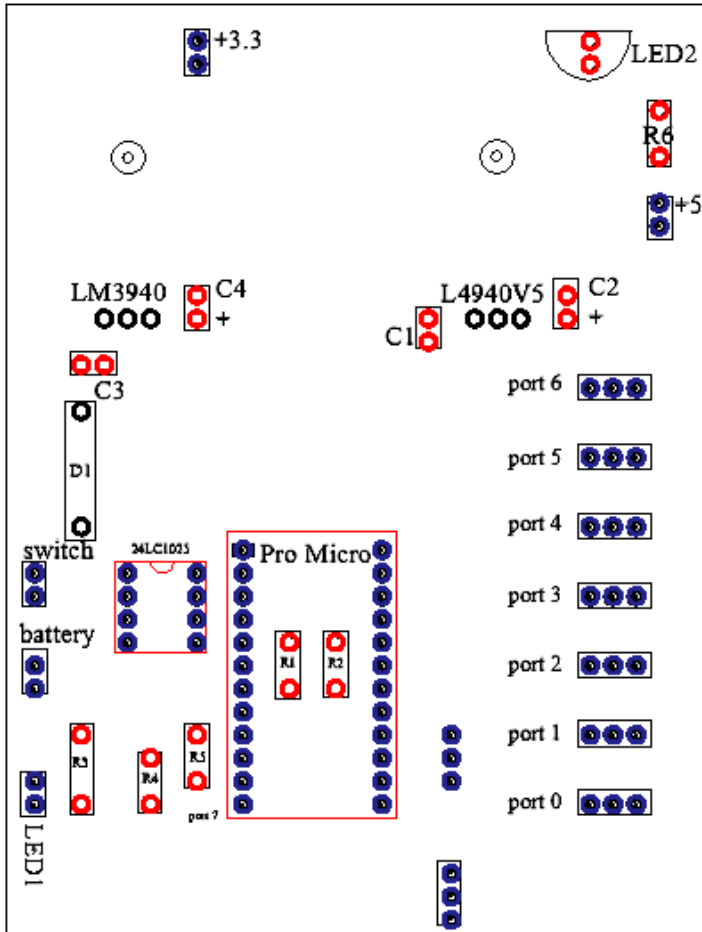 +3.3
LED2
R6
+5
LM3940
C4
+
L4940V5
C2
+
C1
C3
port 6
D1
port 5
port 4
switch
24LC1025
Pro Micro
port 3
battery
R1
R2
port 2
port 1
R3
R4
R5
port 7
port 0
LED1